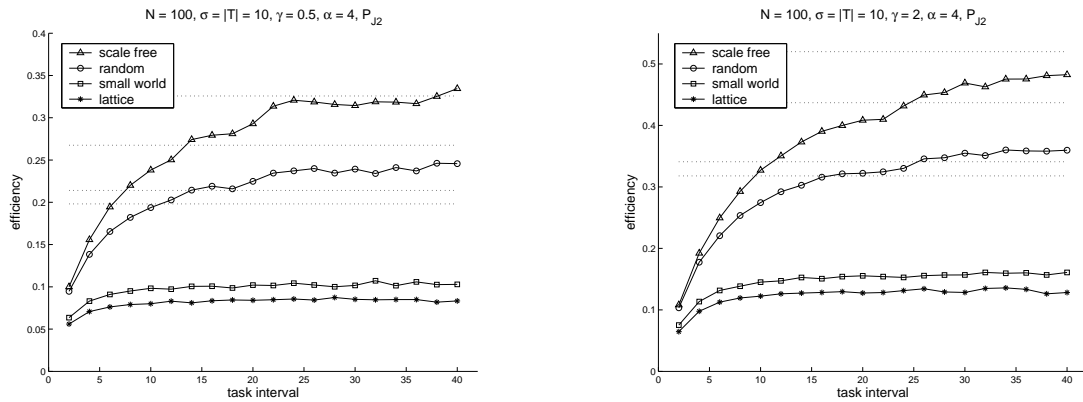 N = 100, σ = |T| = 10, γ = 0.5, α = 4, P_J2
0.4
0.35
0.3
0.25
0.2
0.15
0.1
0.05
0
efficiency
scale free
random
small world
lattice
0
5
10
15
20
25
30
35
40
task interval
N = 100, σ = |T| = 10, γ = 2, α = 4, P_J2
0.5
0.4
0.3
0.2
0.1
0
efficiency
scale free
random
small world
lattice
0
5
10
15
20
25
30
35
40
task interval